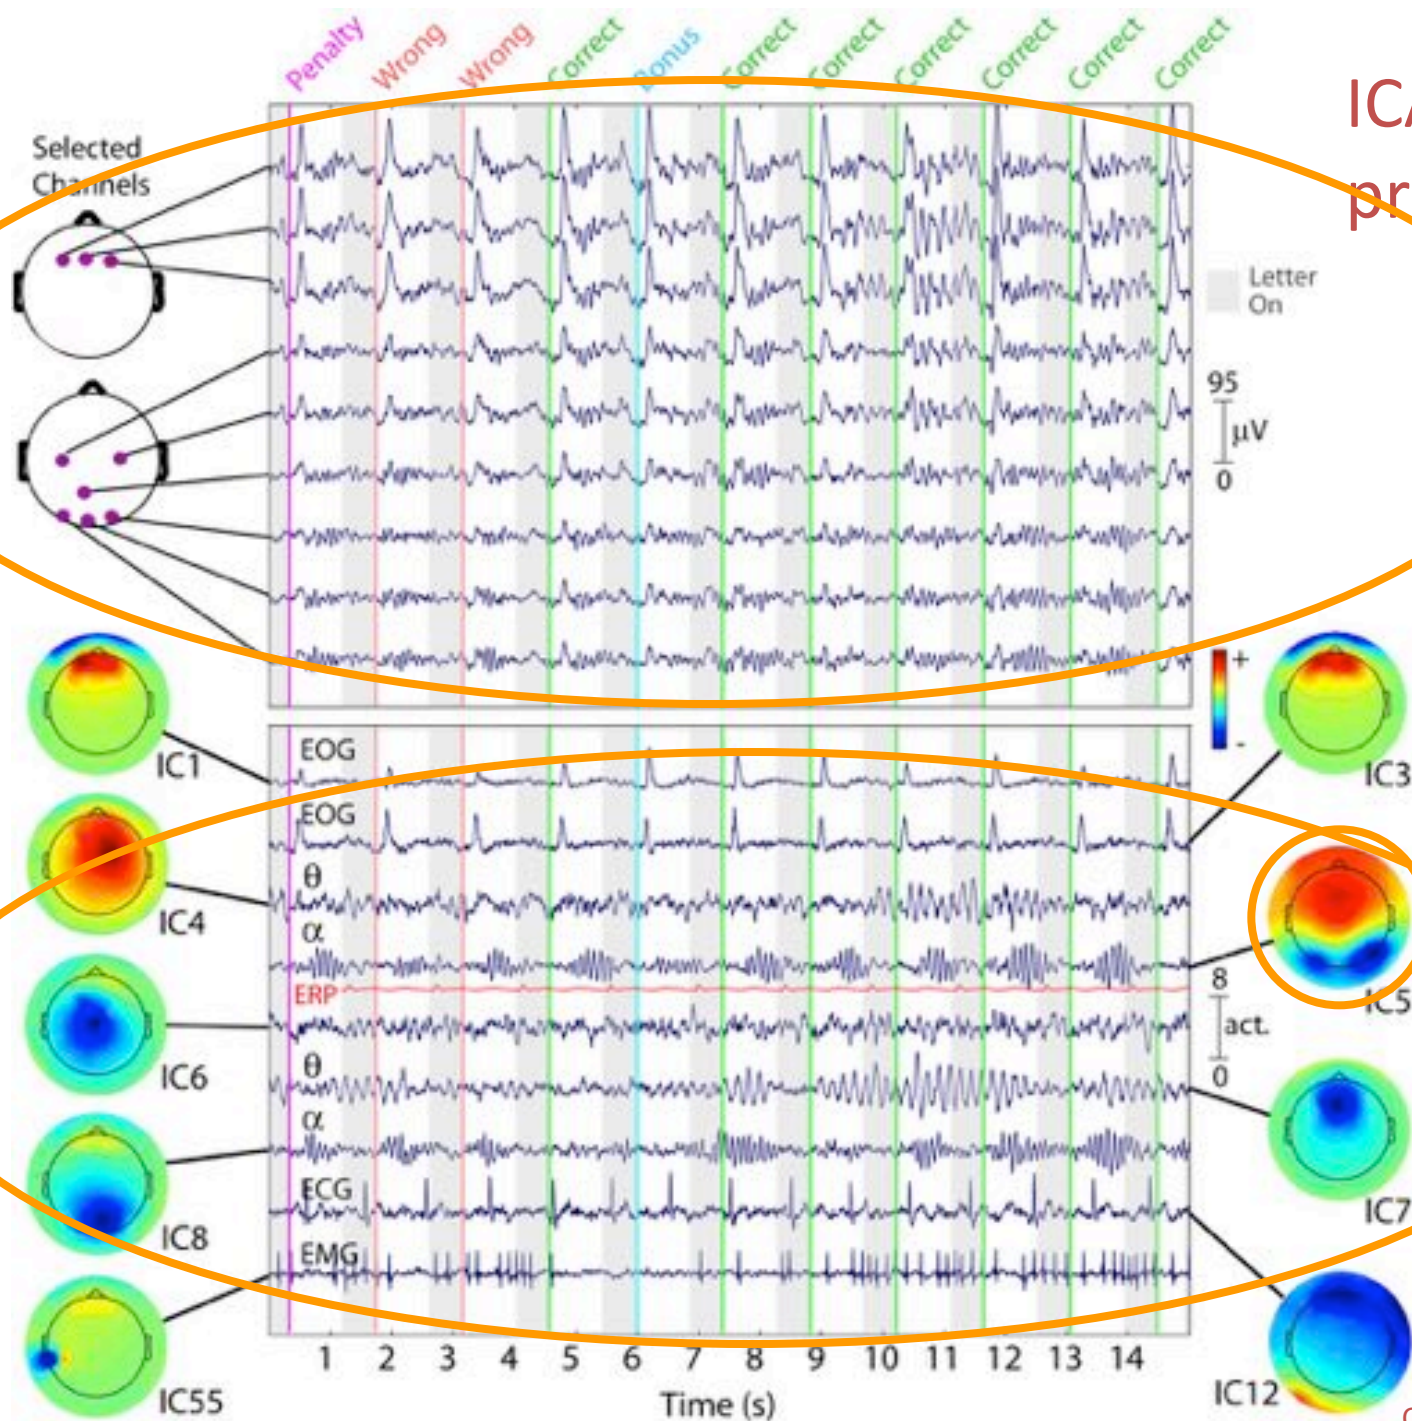 Penalty
Wrong
Wrong
Correct
Bonus
Correct
Correct
Correct
Correct
Correct
Correct
Selected
Channels
Letter
On
95
µV
0
+
-
EOG
EOG
θ
α
ERP
θ
α
ECG
EMG
IC1
IC3
IC4
IC5
8
act.
0
IC6
IC7
IC8
IC12
IC55
1 2 3 4 5 6 7 8 9 10 11 12 13 14
Time (s)